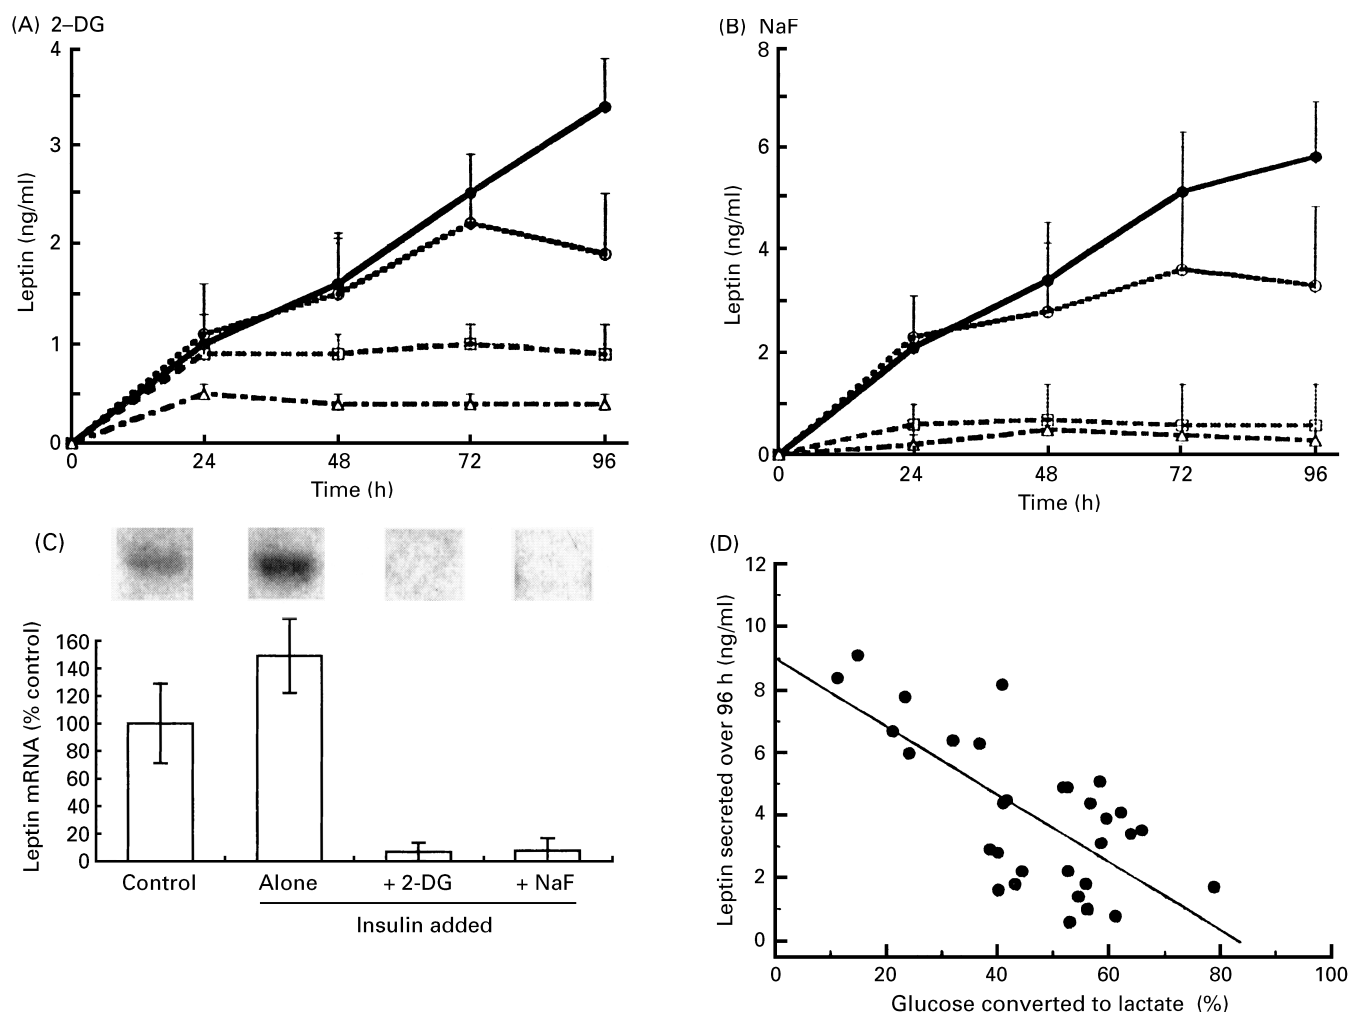 (A) 2–DG
4
3
2
1
0
Leptin (ng/ml)
0 24 48 72 96
Time (h)
(B) NaF
8
6
4
2
0
Leptin (ng/ml)
0 24 48 72 96
Time (h)
(C)
Leptin mRNA (% control)
160
140
120
100
80
60
40
20
0
Control Alone + 2-DG + NaF
Insulin added
(D)
Leptin secreted over 96 h (ng/ml)
12
10
8
6
4
2
0
0 20 40 60 80 100
Glucose converted to lactate (%)